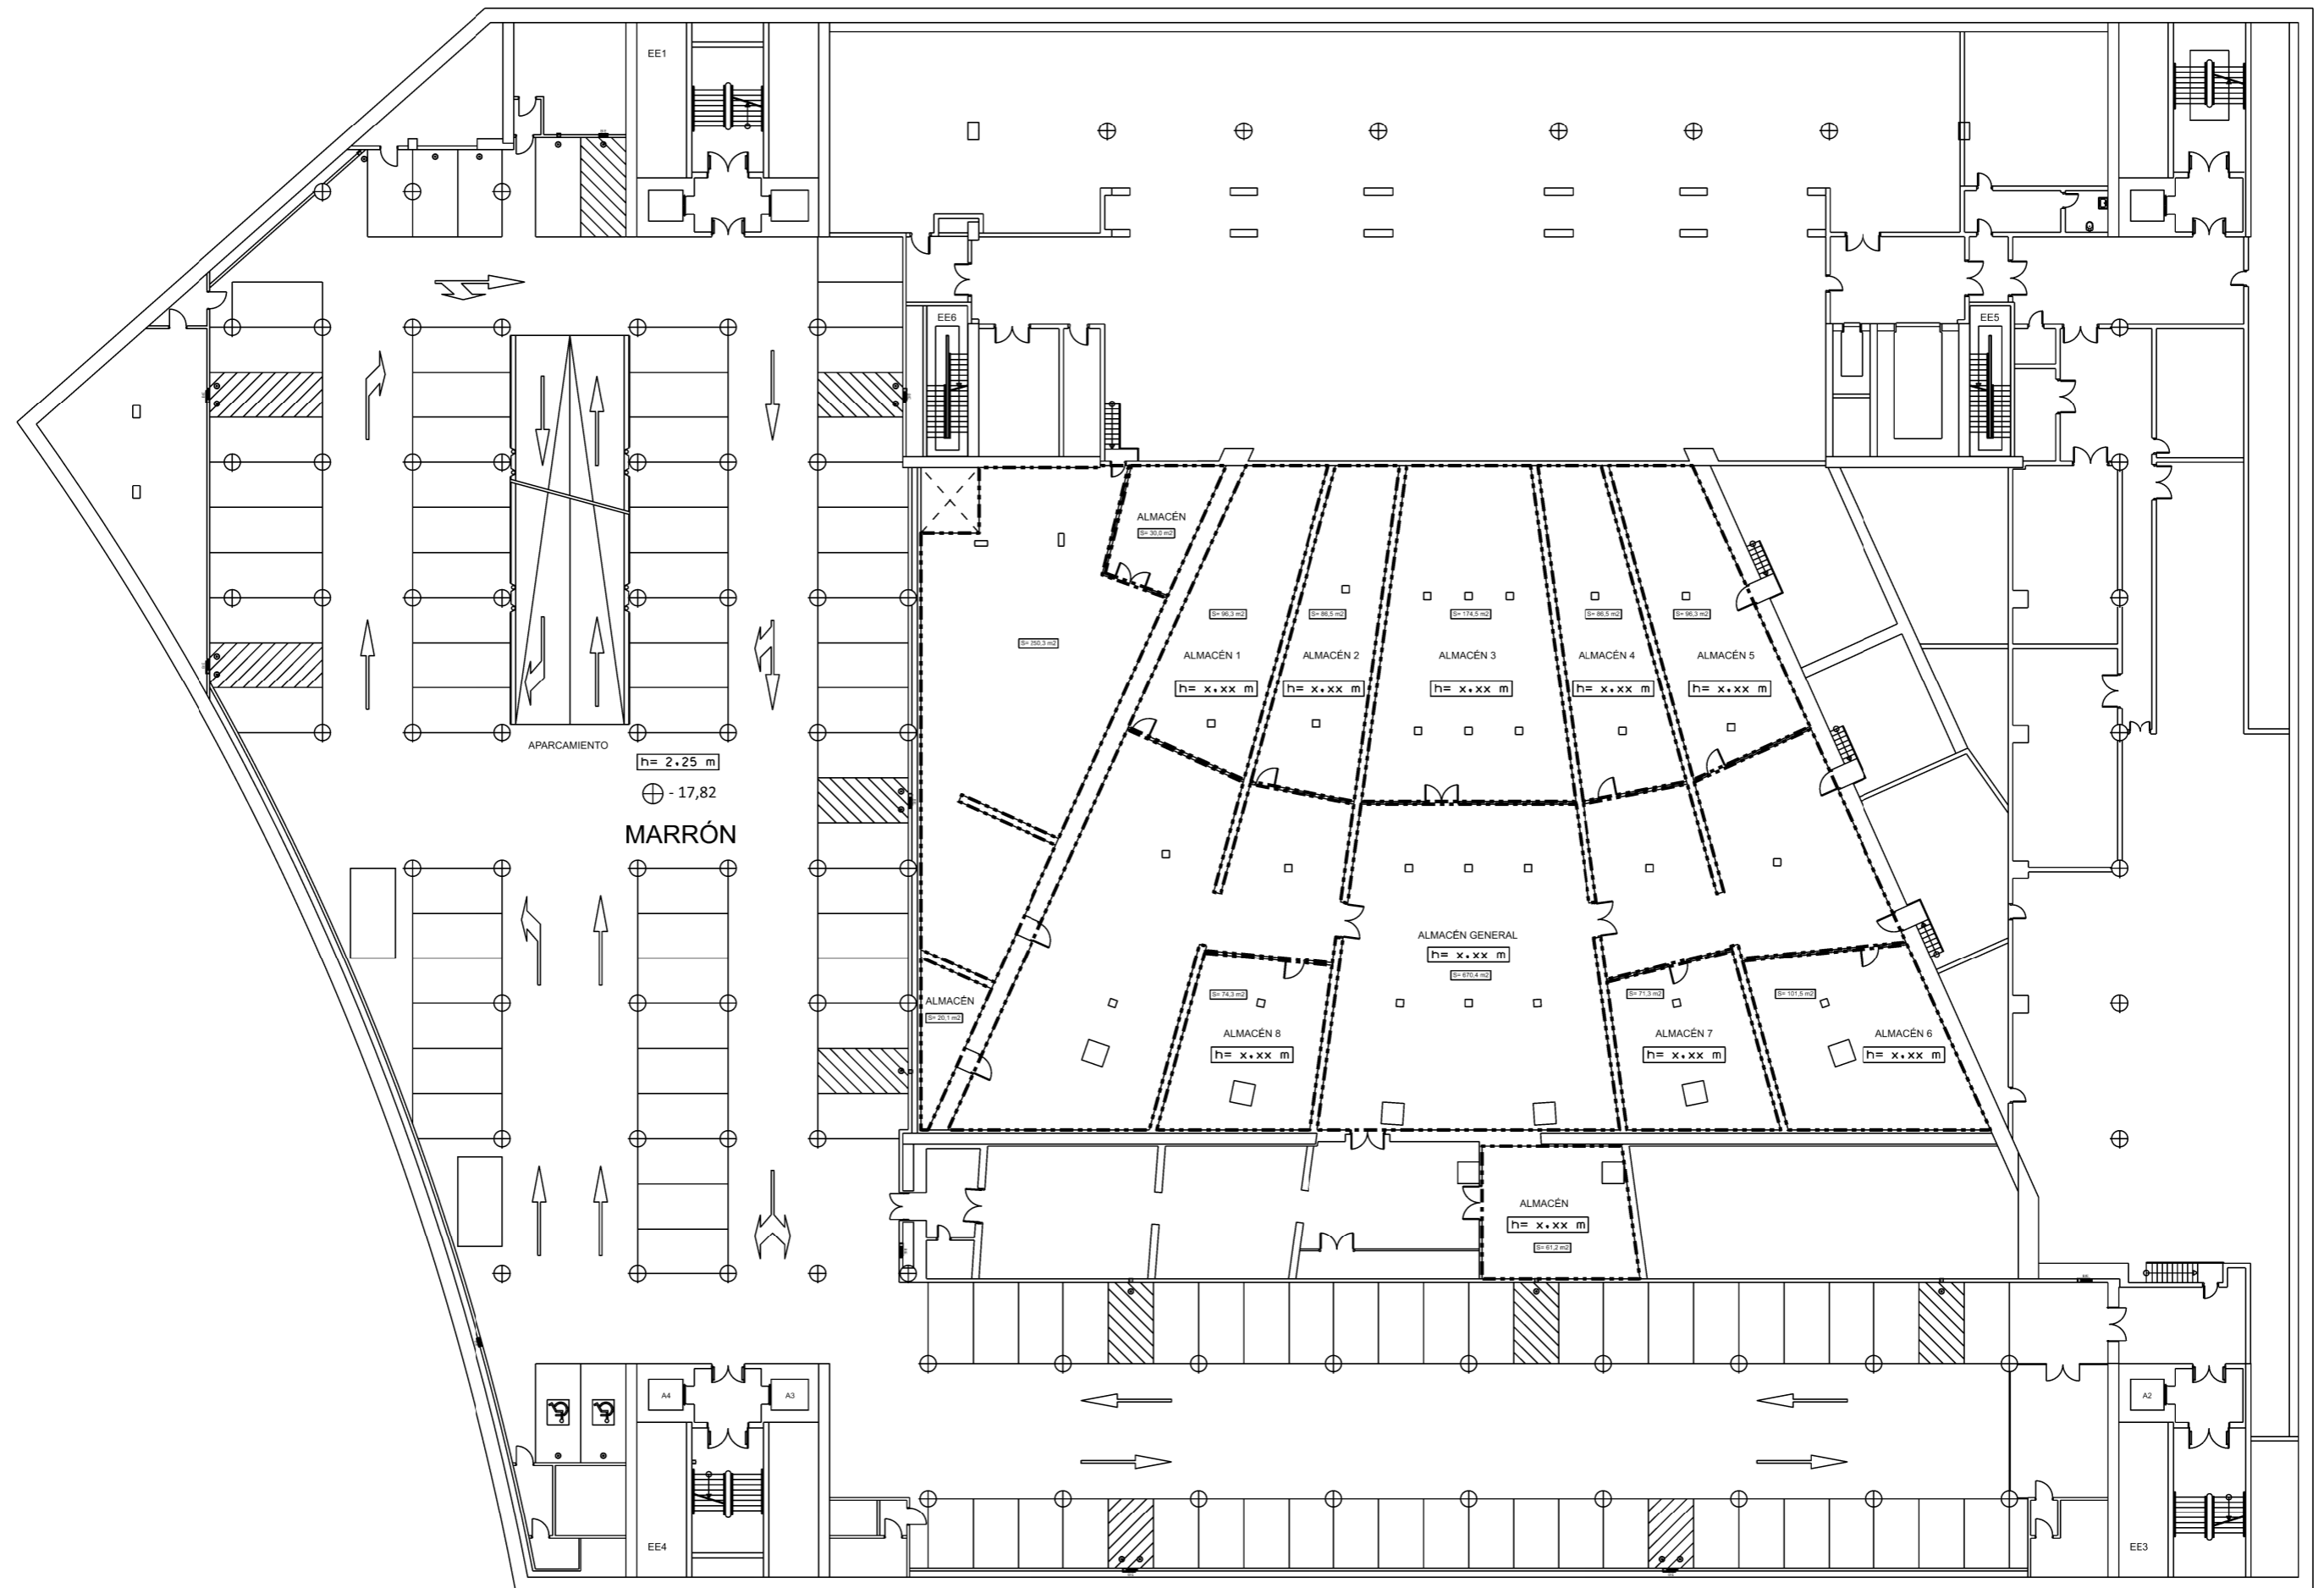 EE1
EE6
EE5
ALMACÉN
S= 30,0 m2
S= 96,3 m2
S= 86,5 m2
S= 174,5 m2
S= 86,5 m2
S= 96,3 m2
S= 250,3 m2
ALMACÉN 1
ALMACÉN 2
ALMACÉN 3
ALMACÉN 4
ALMACÉN 5
h= x.xx m
h= x.xx m
h= x.xx m
h= x.xx m
h= x.xx m
APARCAMIENTO
h= 2.25 m
- 17,82
MARRÓN
ALMACÉN GENERAL
h= x.xx m
S= 670,4 m2
ALMACÉN
S= 20,1 m2
S= 74,3 m2
S= 71,3 m2
S= 101,5 m2
ALMACÉN 8
ALMACÉN 7
ALMACÉN 6
h= x.xx m
h= x.xx m
h= x.xx m
ALMACÉN
h= x.xx m
S= 61,2 m2
A4
A3
A2
EE4
EE3